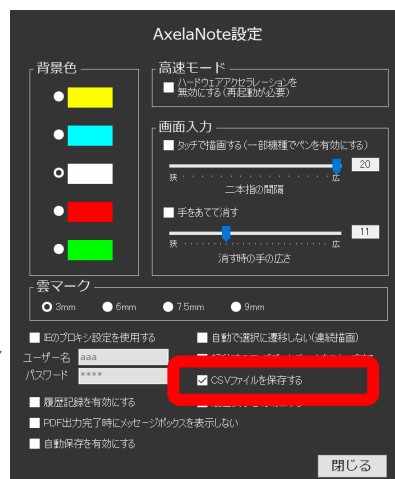 AxelaNote設定
背景色
高速モード
ハードウェアアクセラレーションを
無効にする(再起動が必要)
画面入力
タッチで描画する(一部機種でペンを有効にする)
20
狭 広
二本指の間隔
手をあてて消す
11
狭 広
消す時の手の広さ
雲マーク
3mm 6mm 7.5mm 9mm
IEのプロキシ設定を使用する
ユーザー名 aaa
パスワード ****
履歴記録を有効にする
PDF出力完了時にメッセージボックスを表示しない
自動保存を有効にする
自動で選択に遷移しない(連続描画)
CSVファイルを保存する
閉じる